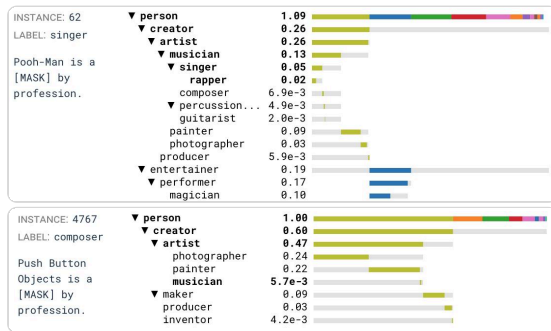 INSTANCE: 62
LABEL: singer
Pooh-Man is a
[MASK] by
profession.
▼ person 1.09
▼ creator 0.26
▼ artist 0.26
▼ musician 0.13
▼ singer 0.05
rapper 0.02
composer 6.9e-3
▼ percussion... 4.9e-3
guitarist 2.0e-3
painter 0.09
photographer 0.03
producer 5.9e-3
▼ entertainer 0.19
▼ performer 0.17
magician 0.10
INSTANCE: 4767
LABEL: composer
Push Button
Objects is a
[MASK] by
profession.
▼ person 1.00
▼ creator 0.60
▼ artist 0.47
photographer 0.24
painter 0.22
musician 5.7e-3
▼ maker 0.09
producer 0.03
inventor 4.2e-3